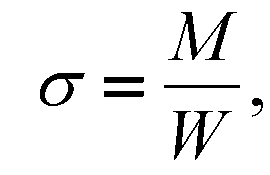 σ = M/W,